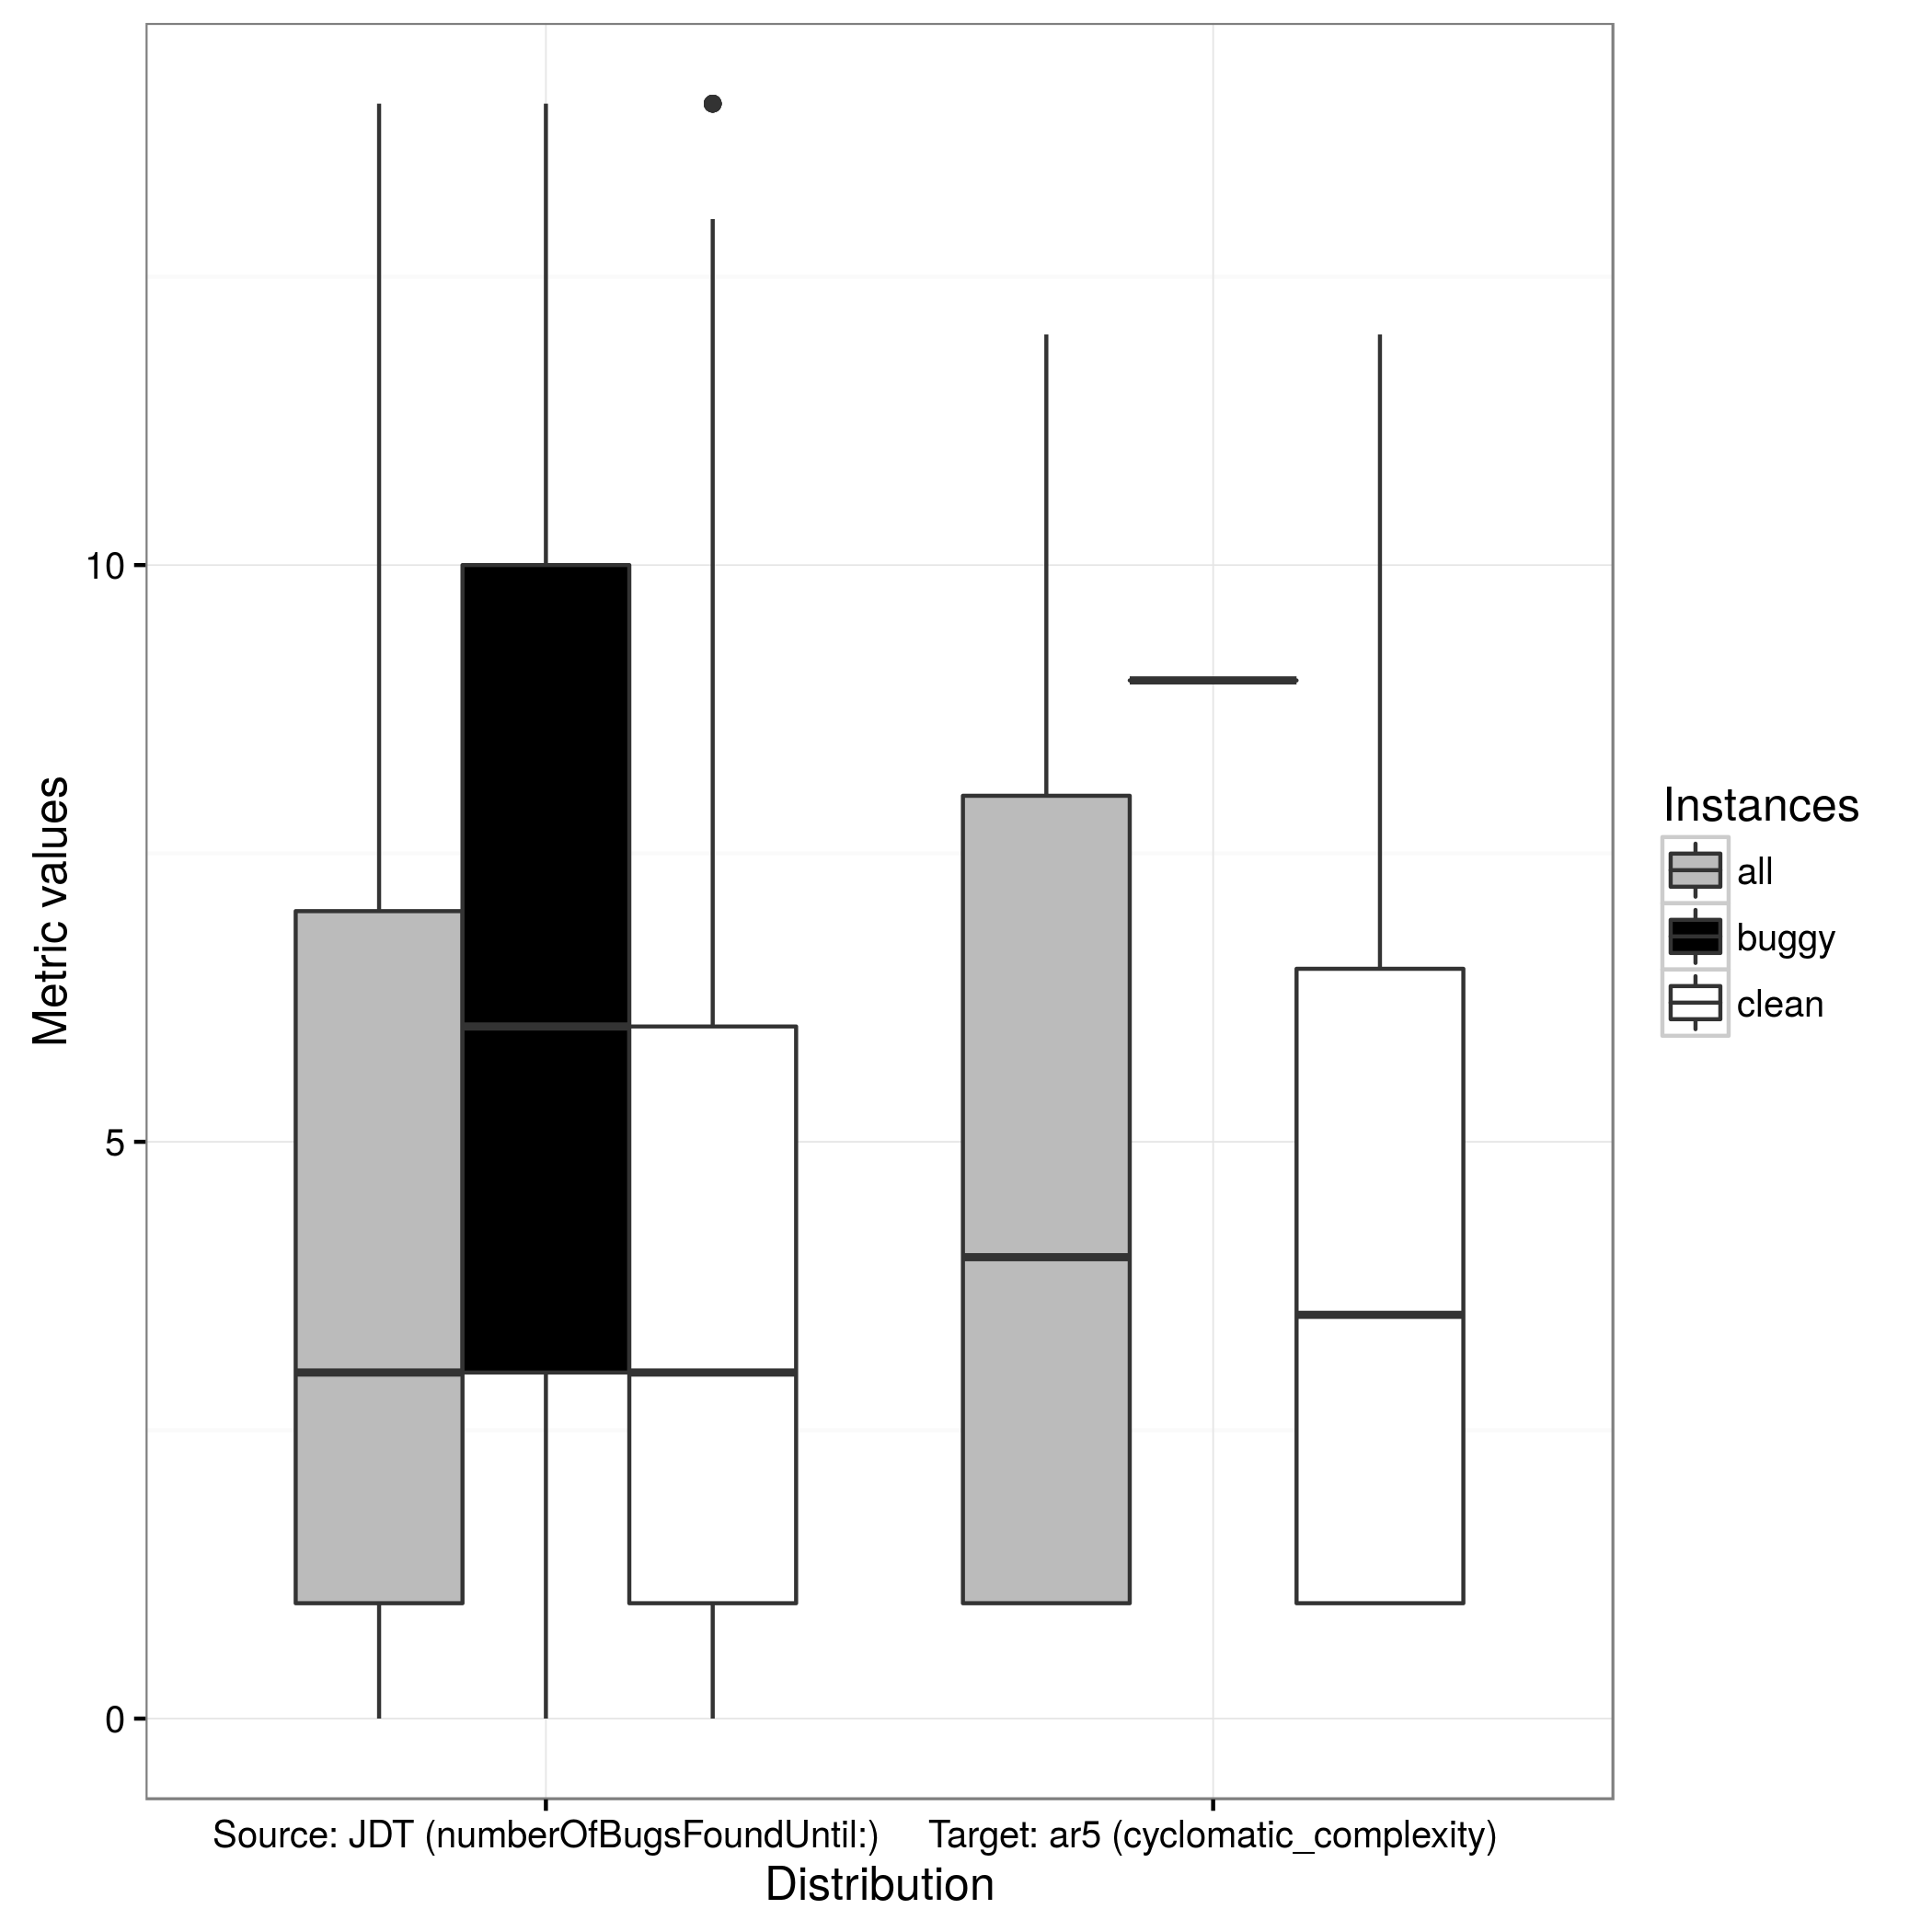 Metric values
10
5
0
Source: JDT (numberOfBugsFoundUntil:)
Target: ar5 (cyclomatic_complexity)
Distribution
Instances
all
buggy
clean